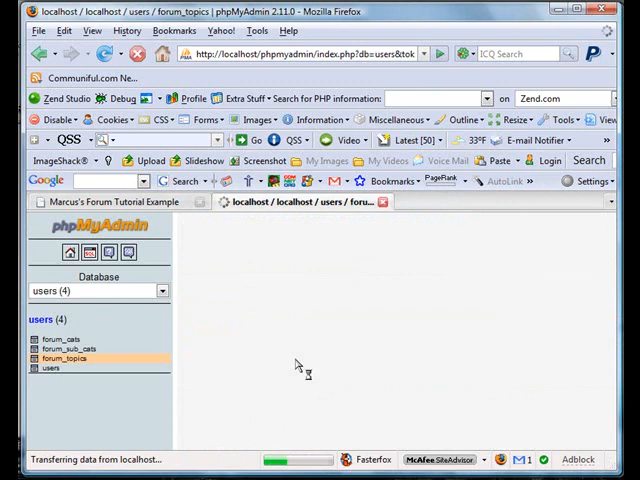 localhost / localhost / users / forum_topics | phpMyAdmin 2.11.0 - Mozilla Firefox
File Edit View History Bookmarks Yahoo! Tools Help
http://localhost/phpmyadmin/index.php?db=users&tok ICQ Search
Communiful.com Ne...
Zend Studio Debug Profile Extra Stuff Search for PHP information: on Zend.com
Disable Cookies CSS Forms Images Information Miscellaneous Outline Resize Tools View
QSS Go QSS Video Latest [50] 33°F E-mail Notifier
ImageShack® Upload Slideshow Screenshot My Images My Videos Voice Mail Paste Login Search
Google Search Bookmarks PageRank AutoLink Settings
Marcus's Forum Tutorial Example localhost / localhost / users / foru...
phpMyAdmin
SQL
Database
users (4)
users (4)
forum_cats
forum_sub_cats
forum_topics
users
Transferring data from localhost... Fasterfox McAfee SiteAdvisor 1 Adblock